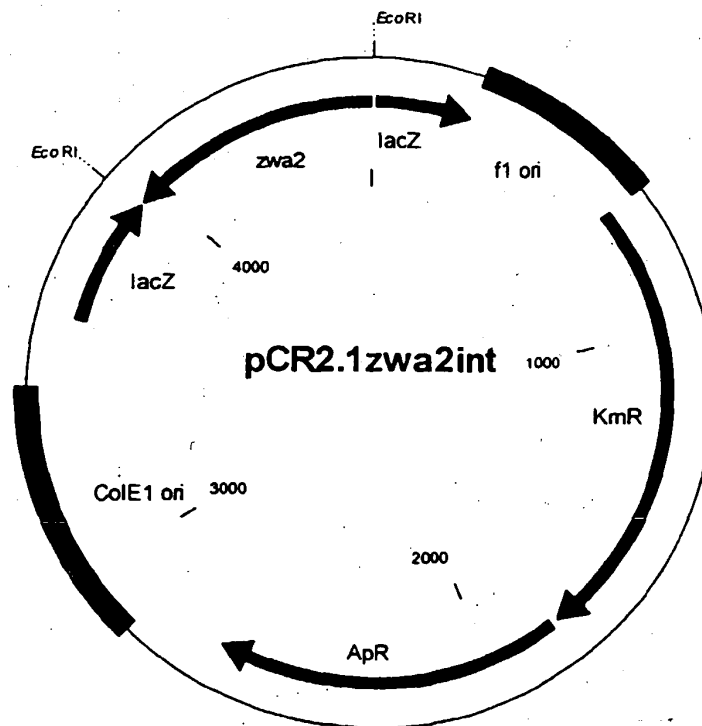 EcoRI
lacZ
zwa2
f1 ori
EcoRI
4000
lacZ
pCR2.1zwa2int
1000
KmR
ColE1 ori
3000
2000
ApR